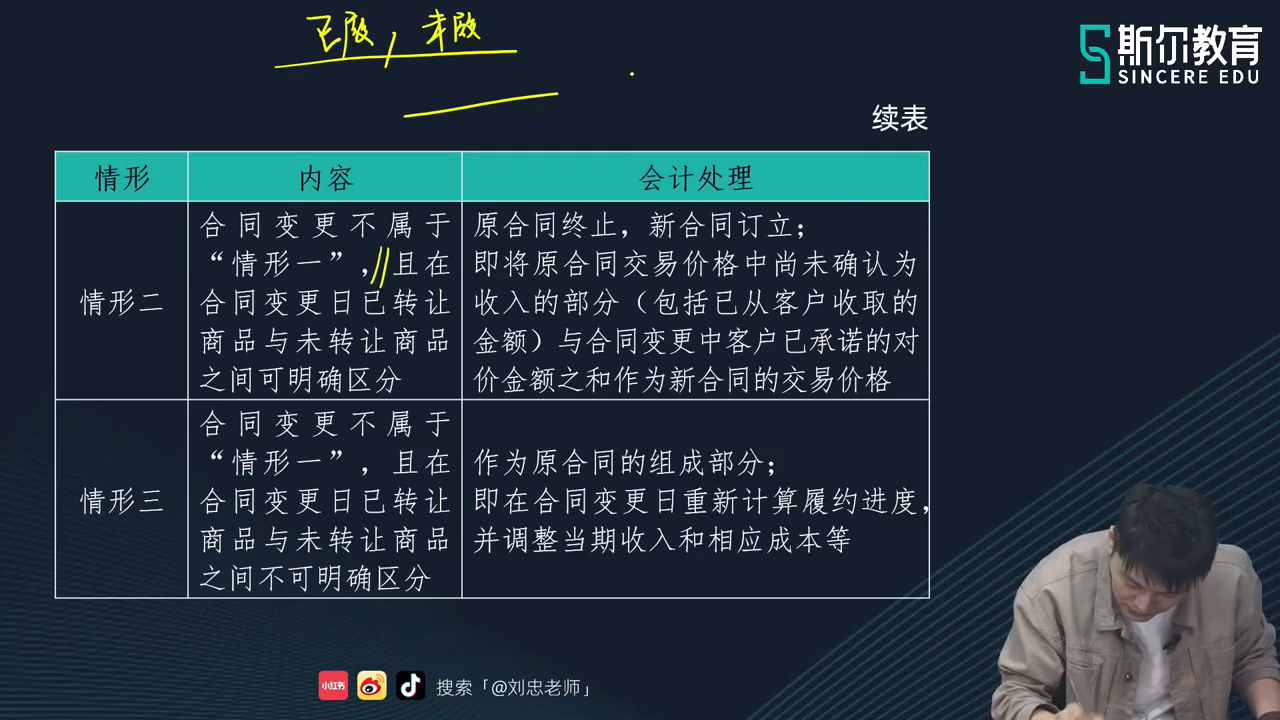 已做，未做
斯尔教育
SINCERE EDU
续表
情形
内容
会计处理
情形二
合同变更不属于
“情形一”，且在
合同变更日已转让
商品与未转让商品
之间可明确区分
原合同终止，新合同订立；
即将原合同交易价格中尚未确认为
收入的部分（包括已从客户收取的
金额）与合同变更中客户已承诺的对
价金额之和作为新合同的交易价格
情形三
合同变更不属于
“情形一”，且在
合同变更日已转让
商品与未转让商品
之间不可明确区分
作为原合同的组成部分；
即在合同变更日重新计算履约进度，
并调整当期收入和相应成本等
小红书
搜索「@刘忠老师」